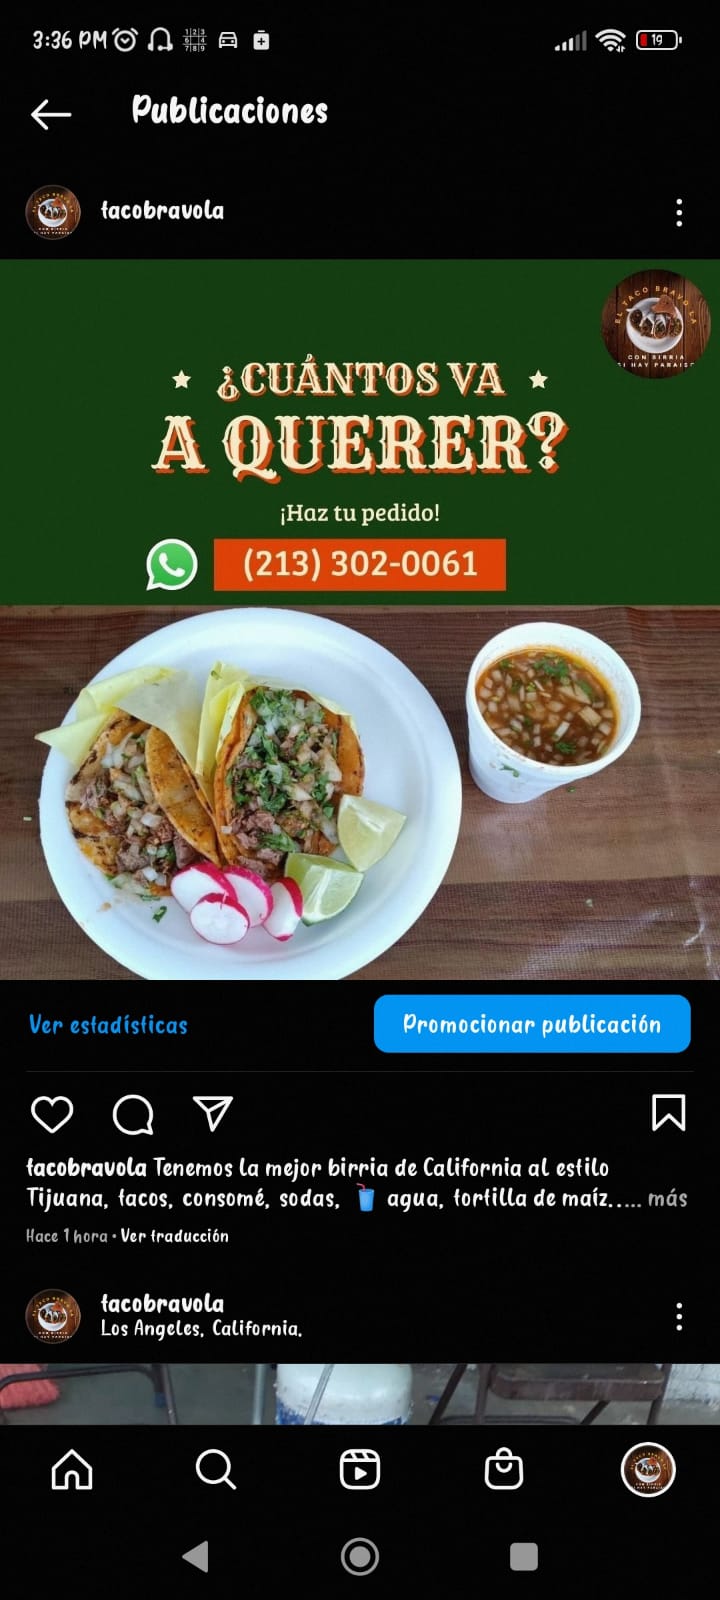 3:36 PM
19
Publicaciones
tacobravola
EL TACO BRAVO LA
CON BIRRIA
SI HAY PARAISO
¿CUÁNTOS VA
A QUERER?
¡Haz tu pedido!
(213) 302-0061
Ver estadísticas
Promocionar publicación
tacobravola Tenemos la mejor birria de California al estilo
Tijuana, tacos, consomé, sodas, 🥤 agua, tortilla de maíz..... más
Hace 1 hora • Ver traducción
tacobravola
Los Angeles, California.